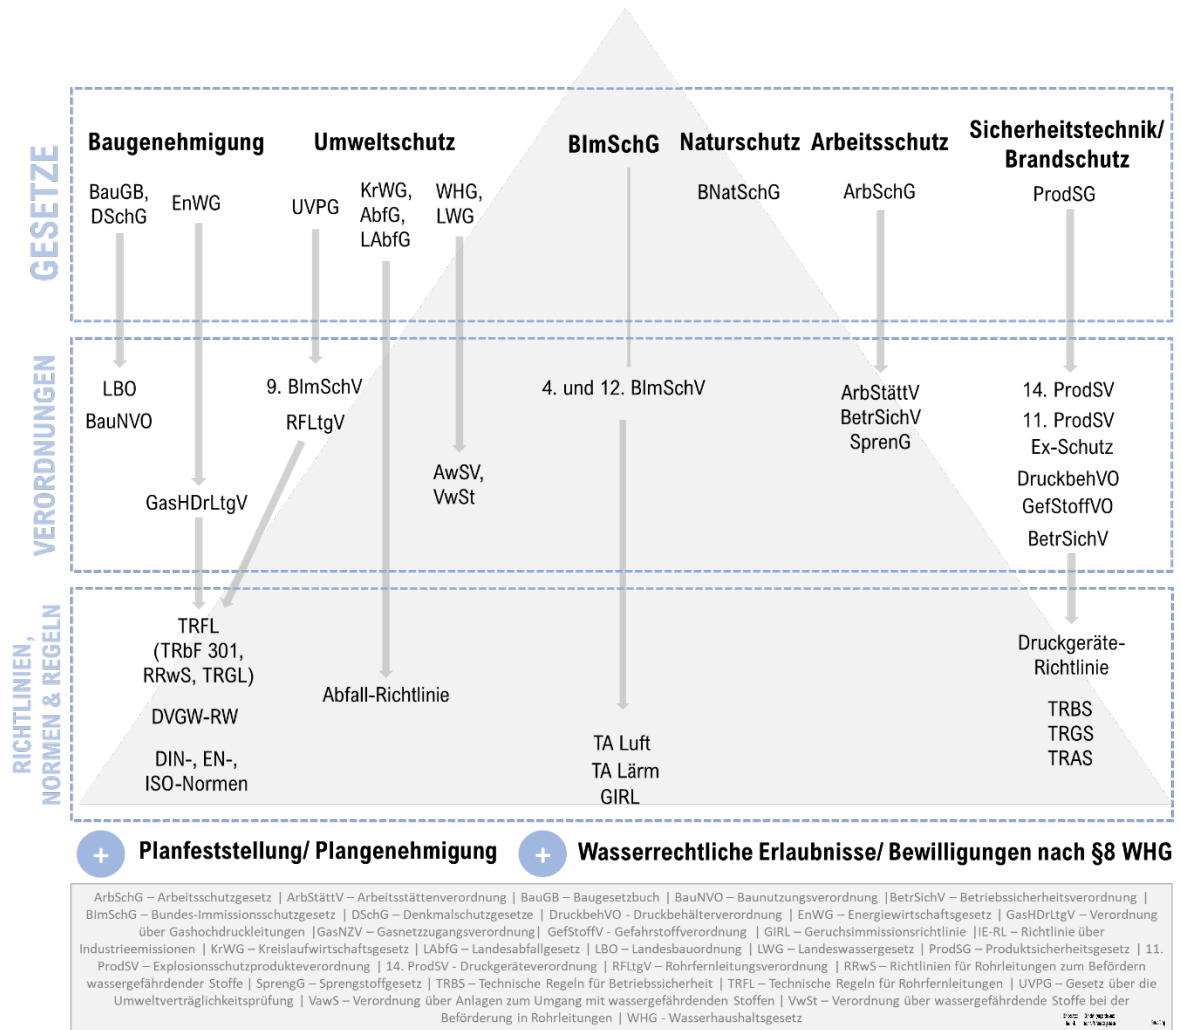 GESETZE
Baugenehmigung
Umweltschutz
BImSchG
Naturschutz
Arbeitsschutz
Sicherheitstechnik/
Brandschutz
BauGB,
DSchG
EnWG
UVPG
KrWG,
AbfG,
LAbfG
WHG,
LWG
BNatSchG
ArbSchG
ProdSG
VERORDNUNGEN
LBO
BauNVO
GasHDrLtgV
9. BImSchV
RFLtgV
AwSV,
VwSt
4. und 12. BImSchV
ArbStättV
BetrSichV
SprenG
14. ProdSV
11. ProdSV
Ex-Schutz
DruckbehVO
GefStoffVO
BetrSichV
RICHTLINIEN,
NORMEN & REGELN
TRFL
(TRbF 301,
RRwS, TRGL)
DVGW-RW
DIN-, EN-,
ISO-Normen
Abfall-Richtlinie
TA Luft
TA Lärm
GIRL
Druckgeräte-
Richtlinie
TRBS
TRGS
TRAS
+ Planfeststellung/ Plangenehmigung
+ Wasserrechtliche Erlaubnisse/ Bewilligungen nach §8 WHG
ArbSchG – Arbeitsschutzgesetz | ArbStättV – Arbeitsstättenverordnung | BauGB – Baugesetzbuch | BauNVO – Baunutzungsverordnung |BetrSichV – Betriebssicherheitsverordnung |
BImSchG – Bundes-Immissionsschutzgesetz | DSchG – Denkmalschutzgesetze | DruckbehVO - Druckbehälterverordnung | EnWG – Energiewirtschaftsgesetz | GasHDrLtgV – Verordnung
über Gashochdruckleitungen |GasNZV – Gasnetzzugangsverordnung| GefStoffV - Gefahrstoffverordnung | GIRL – Geruchsimmissionsrichtlinie |IE-RL – Richtlinie über
Industrieemissionen | KrWG – Kreislaufwirtschaftsgesetz | LAbfG – Landesabfallgesetz | LBO – Landesbauordnung | LWG – Landeswassergesetz | ProdSG – Produktsicherheitsgesetz | 11.
ProdSV – Explosionsschutzprodukteverordnung | 14. ProdSV - Druckgeräteverordnung | RFLtgV – Rohrfernleitungsverordnung | RRwS – Richtlinien für Rohrleitungen zum Befördern
wassergefährdender Stoffe | SprengG – Sprengstoffgesetz | TRBS – Technische Regeln für Betriebssicherheit | TRFL – Technische Regeln für Rohrfernleitungen | UVPG – Gesetz über die
Umweltverträglichkeitsprüfung | VawS – Verordnung über Anlagen zum Umgang mit wassergefährdenden Stoffen | VwSt – Verordnung über wassergefährdende Stoffe bei der
Beförderung in Rohrleitungen | WHG - Wasserhaushaltsgesetz